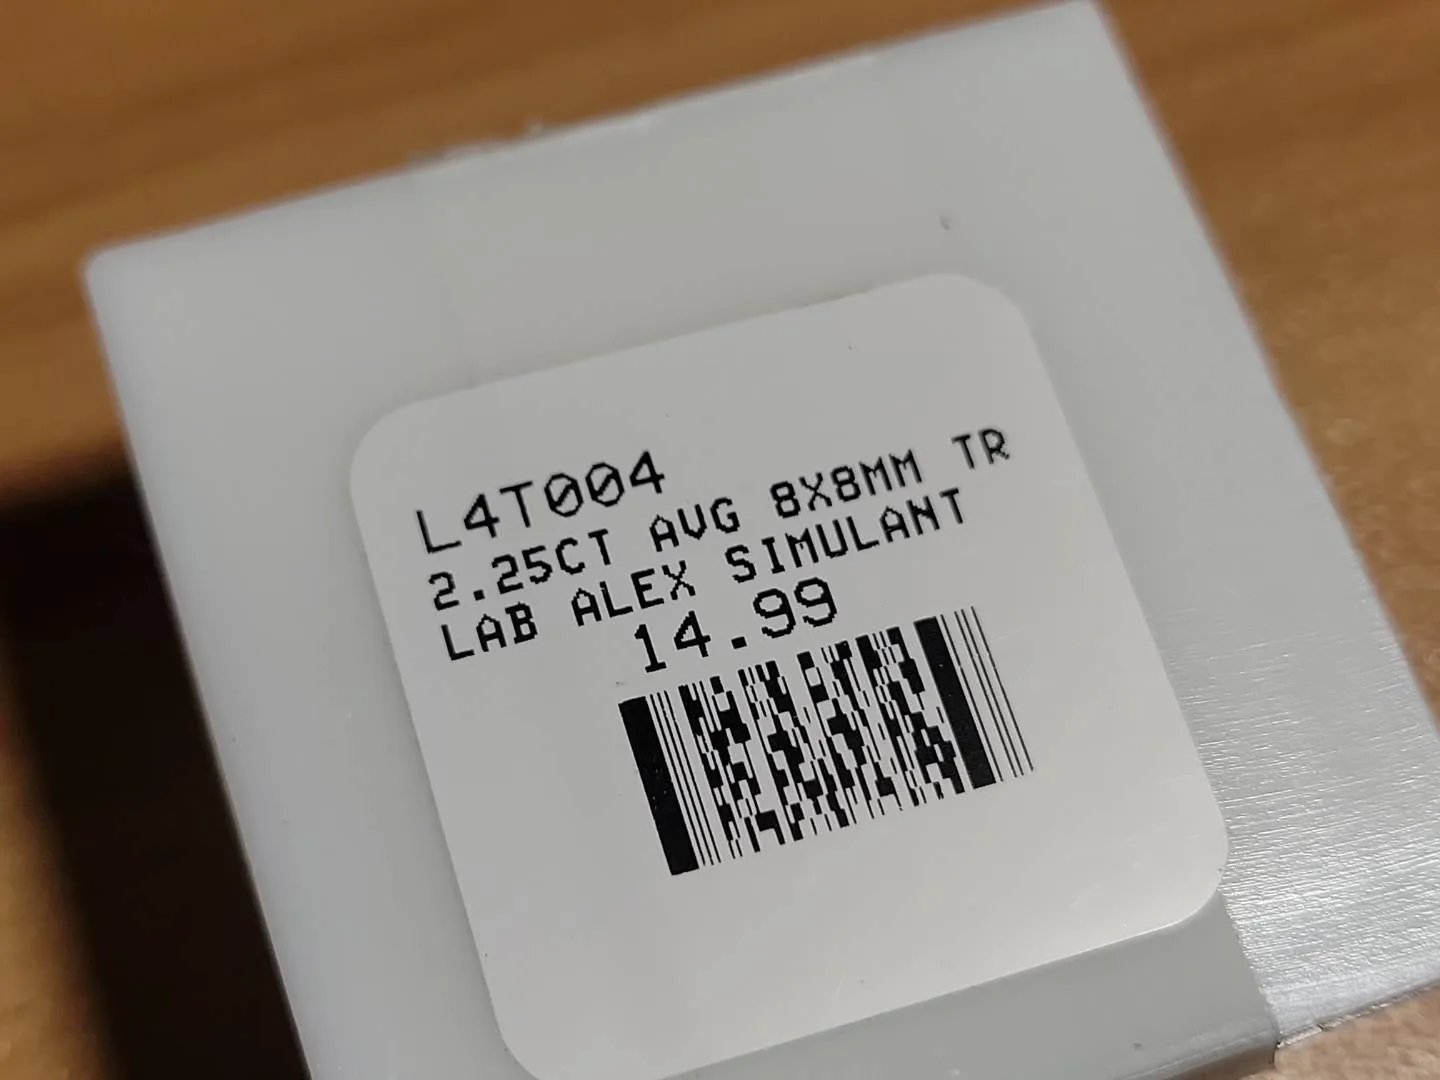 L4T004
2.25CT AVG 8X8MM TR
LAB ALEX SIMULANT
14.99